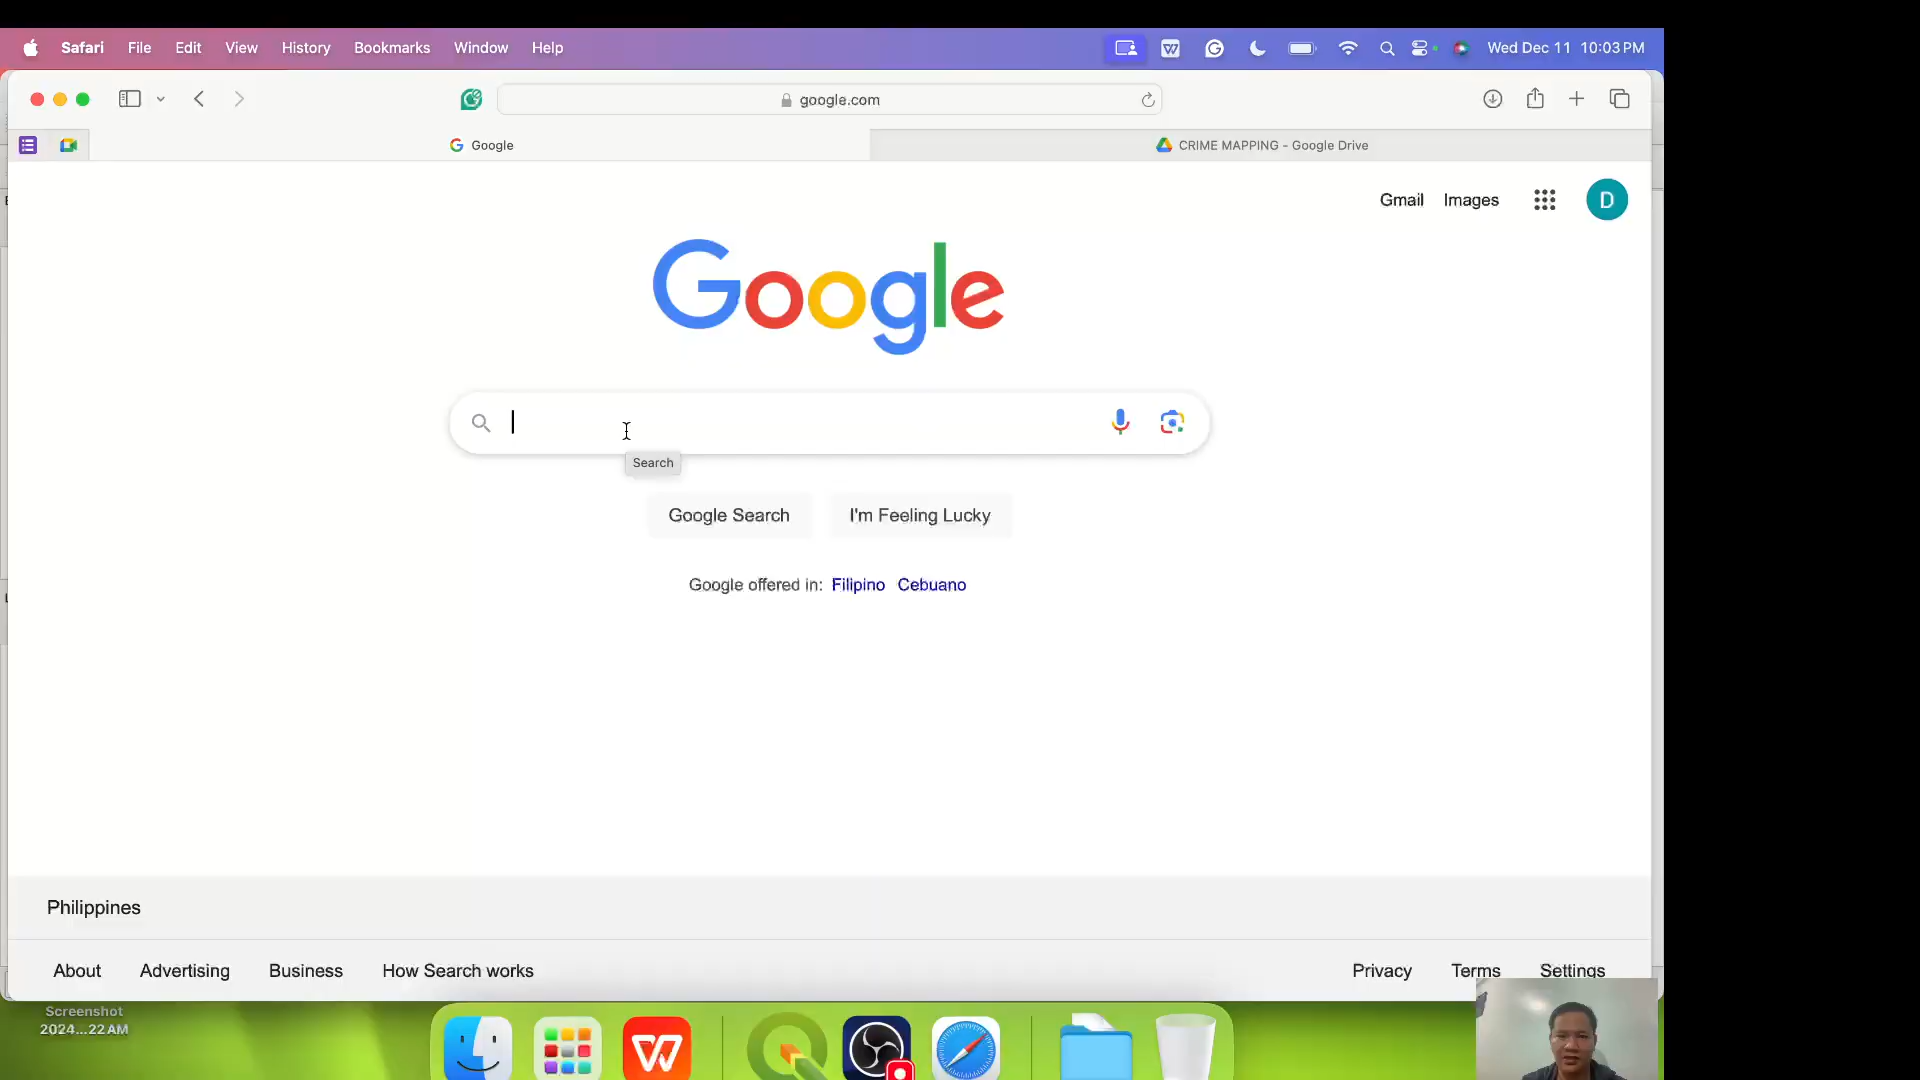 Safari File Edit View History Bookmarks Window Help Wed Dec 11 10:03 PM
google.com
Google
CRIME MAPPING - Google Drive
Gmail Images D
Google
Search
Google Search I'm Feeling Lucky
Google offered in: Filipino Cebuano
Philippines
About Advertising Business How Search works Privacy Terms Settings
Screenshot
2024...22 AM